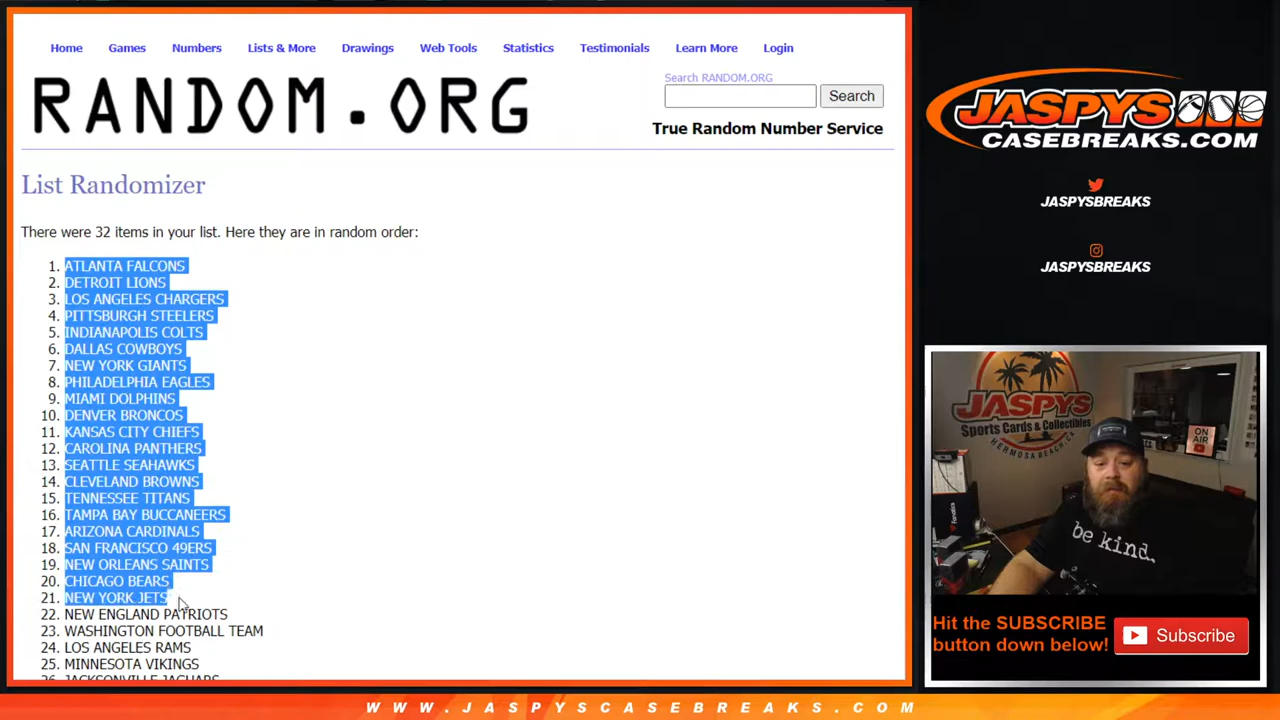 Home Games Numbers Lists & More Drawings Web Tools Statistics Testimonials Learn More Login
RANDOM.ORG
Search RANDOM.ORG
Search
True Random Number Service
List Randomizer
There were 32 items in your list. Here they are in random order:
1. ATLANTA FALCONS
2. DETROIT LIONS
3. LOS ANGELES CHARGERS
4. PITTSBURGH STEELERS
5. INDIANAPOLIS COLTS
6. DALLAS COWBOYS
7. NEW YORK GIANTS
8. PHILADELPHIA EAGLES
9. MIAMI DOLPHINS
10. DENVER BRONCOS
11. KANSAS CITY CHIEFS
12. CAROLINA PANTHERS
13. SEATTLE SEAHAWKS
14. CLEVELAND BROWNS
15. TENNESSEE TITANS
16. TAMPA BAY BUCCANEERS
17. ARIZONA CARDINALS
18. SAN FRANCISCO 49ERS
19. NEW ORLEANS SAINTS
20. CHICAGO BEARS
21. NEW YORK JETS
22. NEW ENGLAND PATRIOTS
23. WASHINGTON FOOTBALL TEAM
24. LOS ANGELES RAMS
25. MINNESOTA VIKINGS
26. JACKSONVILLE JAGUARS
JASPYS
CASEBREAKS.COM
JASPYSBREAKS
JASPYSBREAKS
JASPYS
Sports Cards & Collectibles
HERMOSA BEACH, CA
ON
AIR
Fanatics
be kind.
Hit the SUBSCRIBE
button down below!
Subscribe
WWW.JASPYSCASEBREAKS.COM